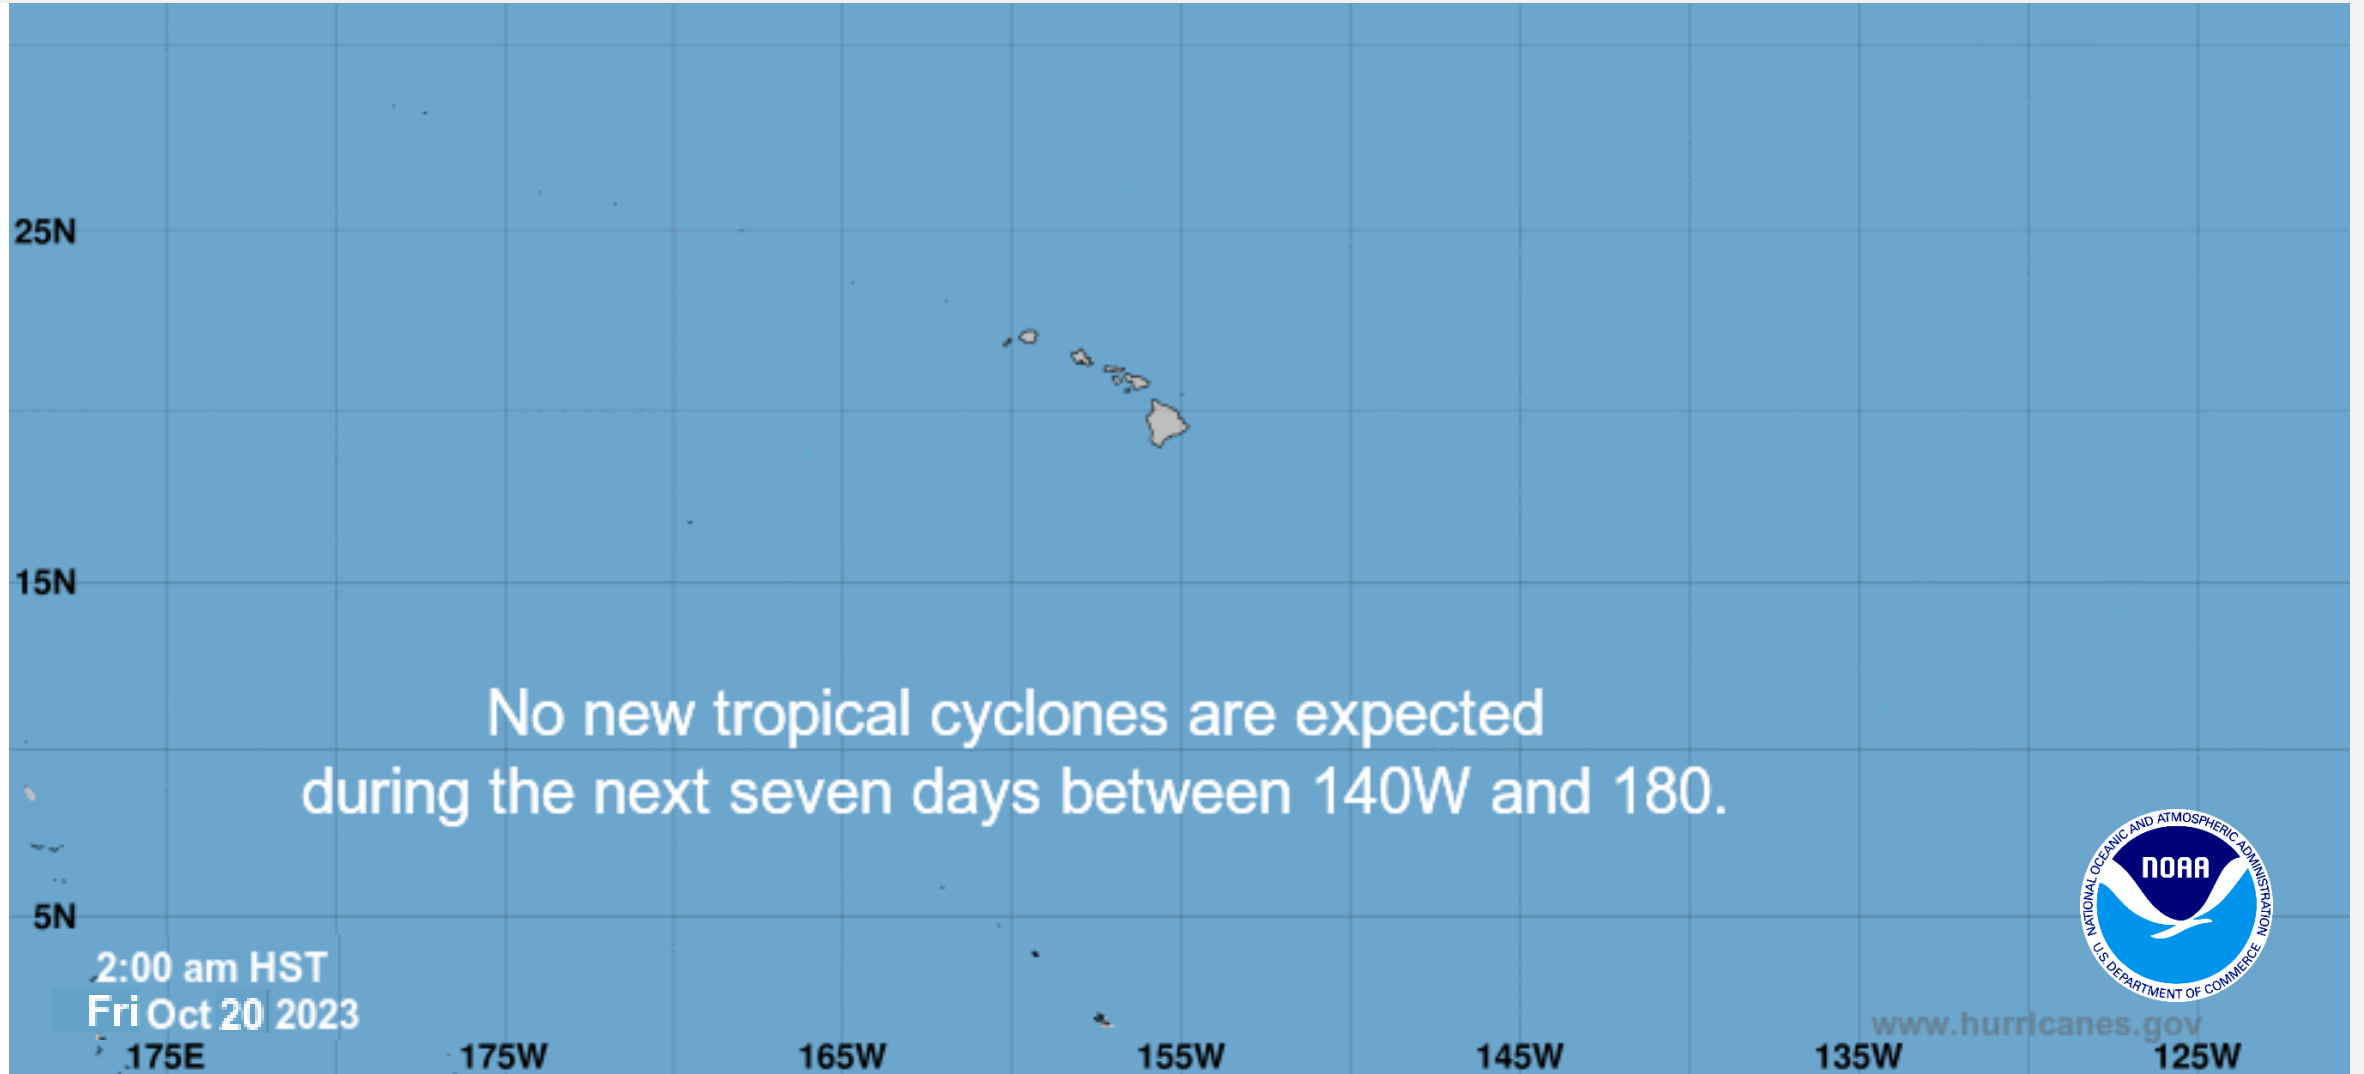 25N
15N
No new tropical cyclones are expected
during the next seven days between 140W and 180.
5N
2:00 am HST
Fri Oct 20 2023
NATIONAL OCEANIC AND ATMOSPHERIC ADMINISTRATION
NOAA
U.S. DEPARTMENT OF COMMERCE
www.hurricanes.gov
175E 175W 165W 155W 145W 135W 125W